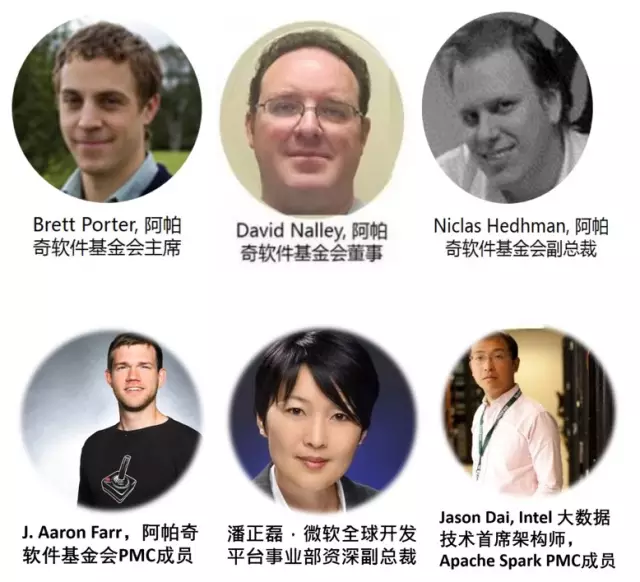 Brett Porter, 阿帕
奇软件基金会主席
David Nalley, 阿帕
奇软件基金会董事
Niclas Hedhman, 阿帕
奇软件基金会副总裁
J. Aaron Farr，阿帕奇
软件基金会PMC成员
潘正磊·微软全球开发
平台事业部资深副总裁
Jason Dai, Intel 大数据
技术首席架构师，
Apache Spark PMC成员